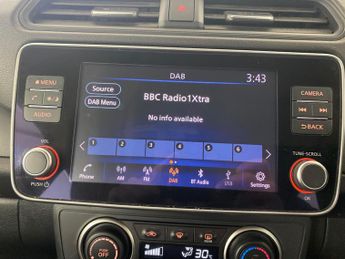 DAB 3:43
MENU
Source
CAMERA
DAB Menu
BBC Radio1Xtra
AUDIO
No info available
BACK
1 2 3 4 5 6
VOL
TUNE-SCROLL
PUSH
Phone AM FM DAB BT Audio USB Settings
OK
30°C